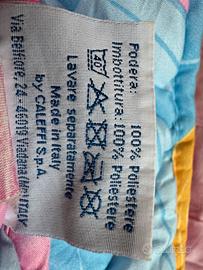 Fodera: 100% Poliestere
Imbottitura: 100% Poliestere
40
Lavare separatamente
Made in Italy
by CALEFFI S.p.A.
Via Belfiore, 24 - 46019 Viadana (MN) ITALY